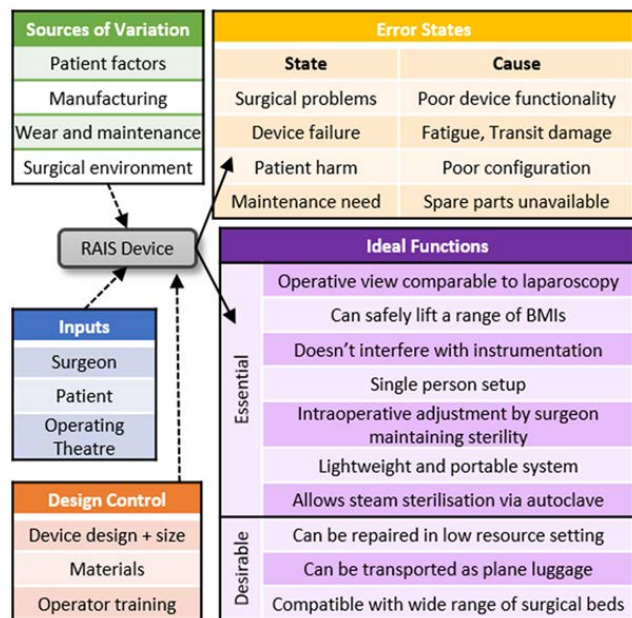 Sources of Variation
Patient factors
Manufacturing
Wear and maintenance
Surgical environment
Error States
State Cause
Surgical problems Poor device functionality
Device failure Fatigue, Transit damage
Patient harm Poor configuration
Maintenance need Spare parts unavailable
RAIS Device
Inputs
Surgeon
Patient
Operating
Theatre
Design Control
Device design + size
Materials
Operator training
Ideal Functions
Essential
Operative view comparable to laparoscopy
Can safely lift a range of BMIs
Doesn't interfere with instrumentation
Single person setup
Intraoperative adjustment by surgeon
maintaining sterility
Lightweight and portable system
Allows steam sterilisation via autoclave
Desirable
Can be repaired in low resource setting
Can be transported as plane luggage
Compatible with wide range of surgical beds